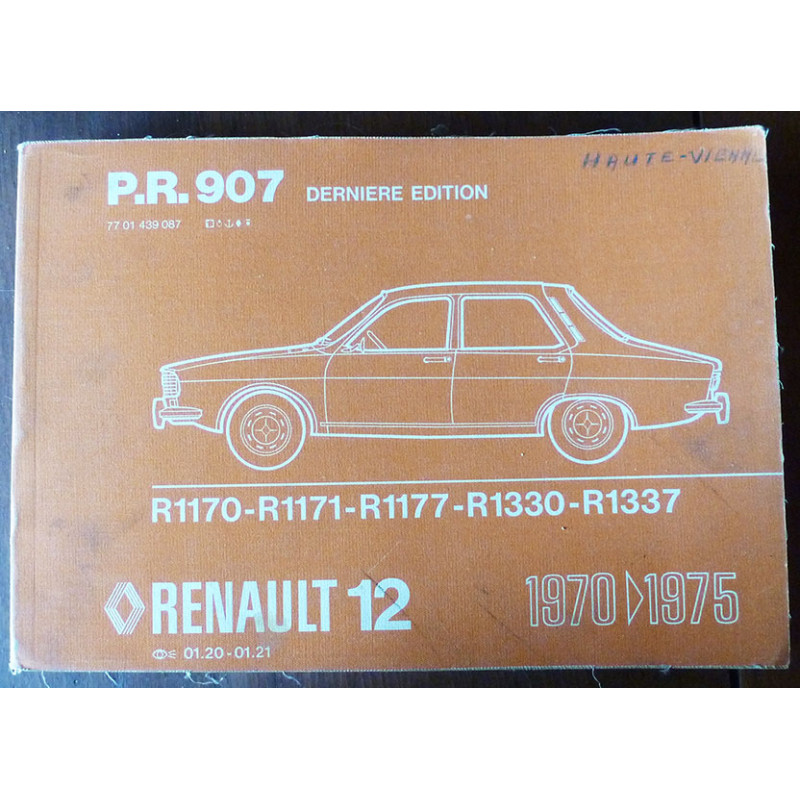 HAUTE-VIENNE
P.R. 907 DERNIERE EDITION
77 01 439 087
R1170-R1171-R1177-R1330-R1337
RENAULT 12 1970 1975
01.20 - 01.21